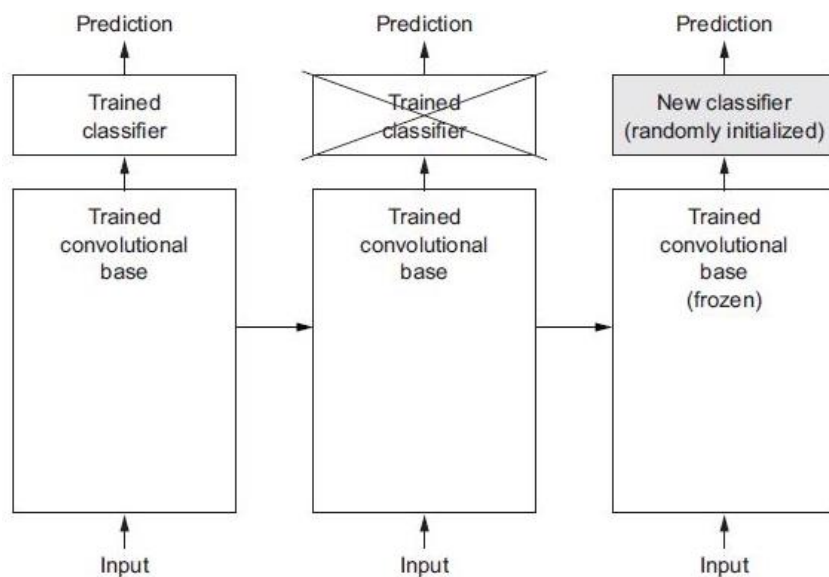 Prediction
Trained
classifier
Trained
convolutional
base
Input
Prediction
Trained
classifier
Trained
convolutional
base
Input
Prediction
New classifier
(randomly initialized)
Trained
convolutional
base
(frozen)
Input